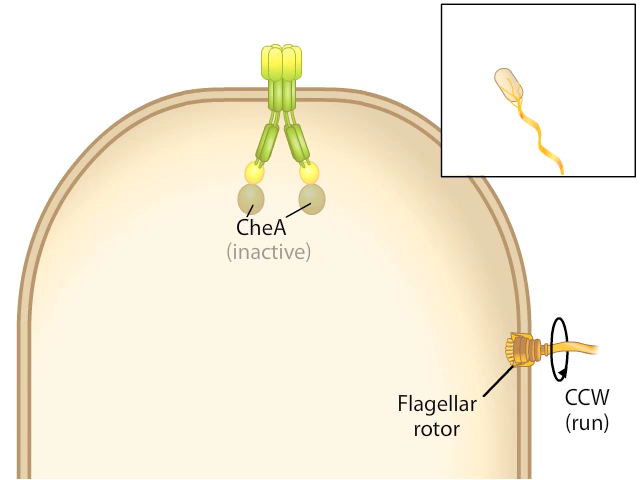 CheA
(inactive)
Flagellar
rotor
CCW
(run)